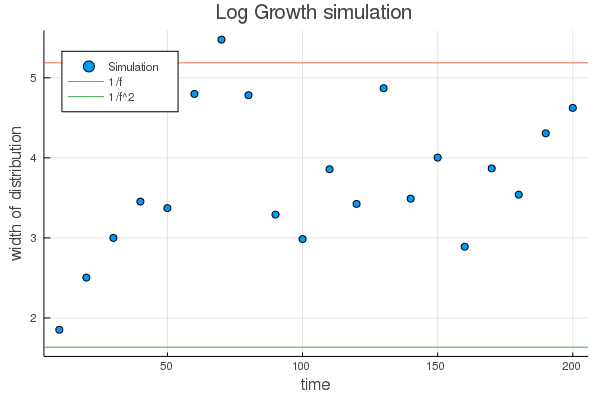 Log Growth simulation
width of distribution
5
4
3
2
Simulation
1/f
1/f^2
50
100
150
200
time